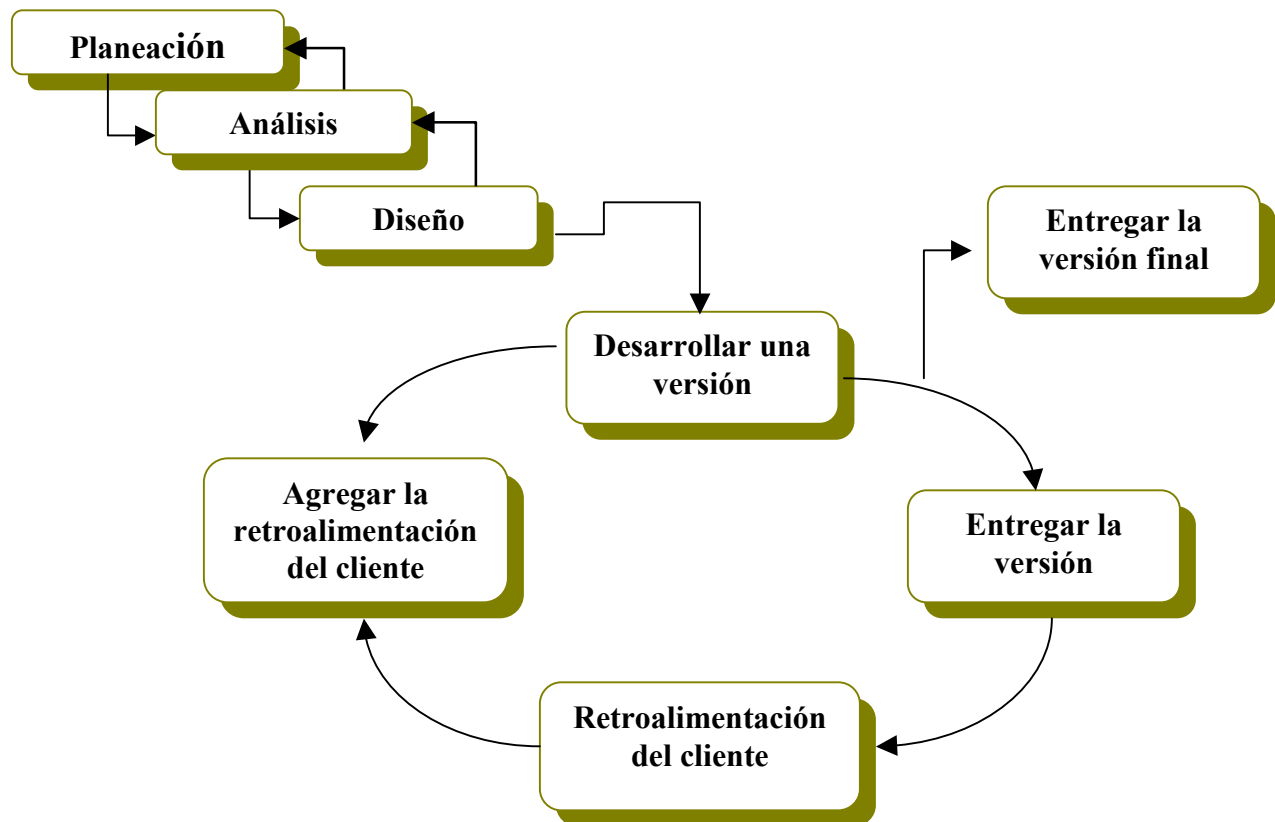 Planeación
Análisis
Diseño
Entregar la
versión final
Desarrollar una
versión
Agregar la
retroalimentación
del cliente
Entregar la
versión
Retroalimentación
del cliente